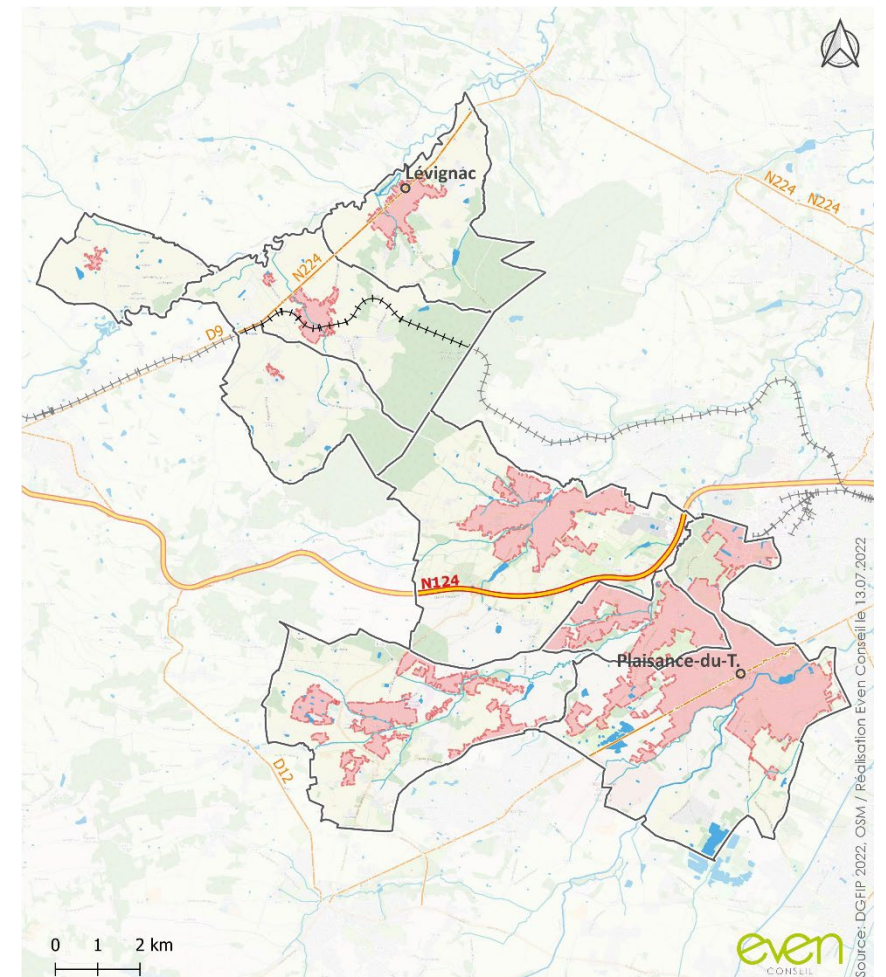 Lévignac
N224
N224
N224
D9
N124
Plaisance-du-T.
D12
0 1 2 km
even
CONSEIL
Source: DGFIP 2022, OSM / Réalisation Even Conseil le 13.07.2022